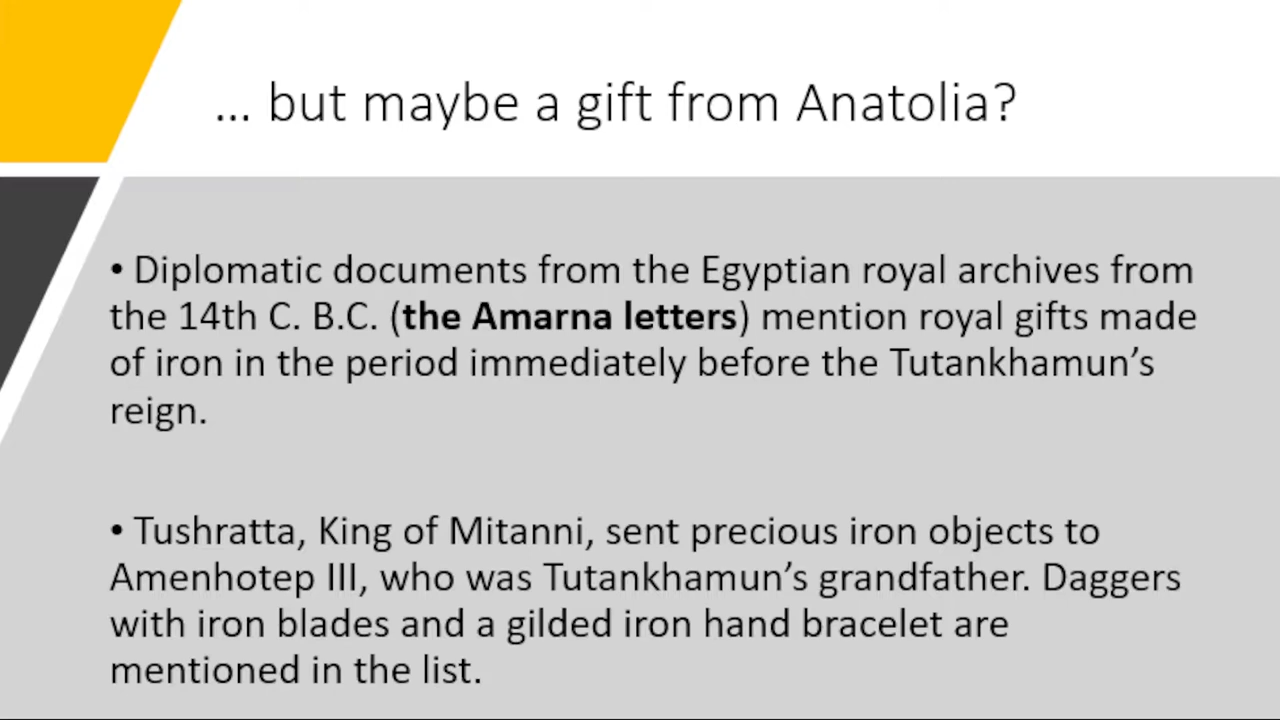 ... but maybe a gift from Anatolia?
• Diplomatic documents from the Egyptian royal archives from
the 14th C. B.C. (the Amarna letters) mention royal gifts made
of iron in the period immediately before the Tutankhamun’s
reign.
• Tushratta, King of Mitanni, sent precious iron objects to
Amenhotep III, who was Tutankhamun’s grandfather. Daggers
with iron blades and a gilded iron hand bracelet are
mentioned in the list.